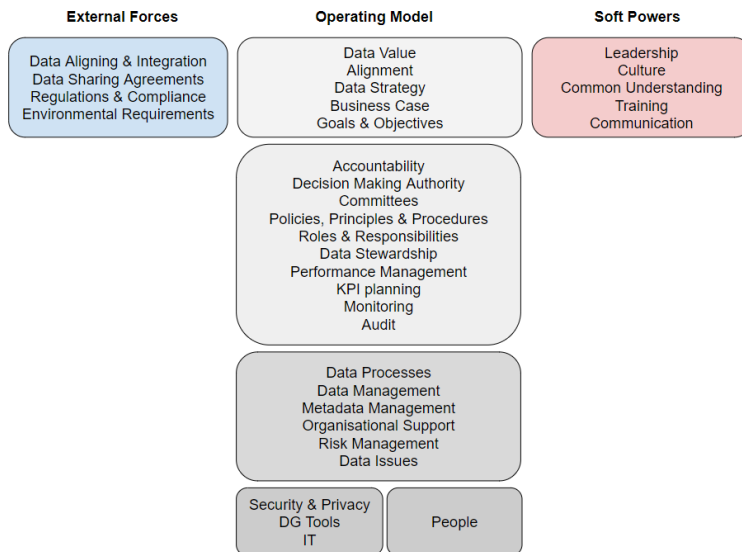 External Forces
Data Aligning & Integration
Data Sharing Agreements
Regulations & Compliance
Environmental Requirements
Operating Model
Data Value
Alignment
Data Strategy
Business Case
Goals & Objectives
Accountability
Decision Making Authority
Committees
Policies, Principles & Procedures
Roles & Responsibilities
Data Stewardship
Performance Management
KPI planning
Monitoring
Audit
Data Processes
Data Management
Metadata Management
Organisational Support
Risk Management
Data Issues
Security & Privacy
DG Tools
IT
People
Soft Powers
Leadership
Culture
Common Understanding
Training
Communication